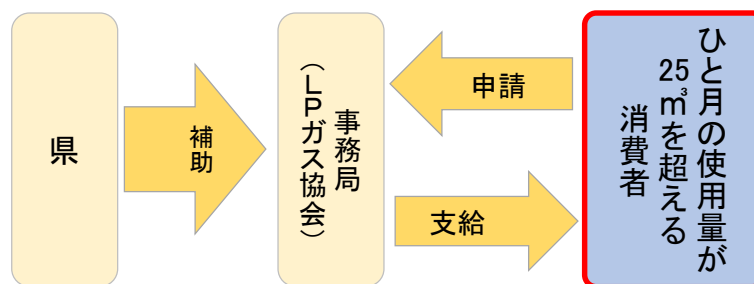 県
補助
事務局
（ＬＰガス協会）
申請
支給
ひと月の使用量が
25㎥を超える
消費者